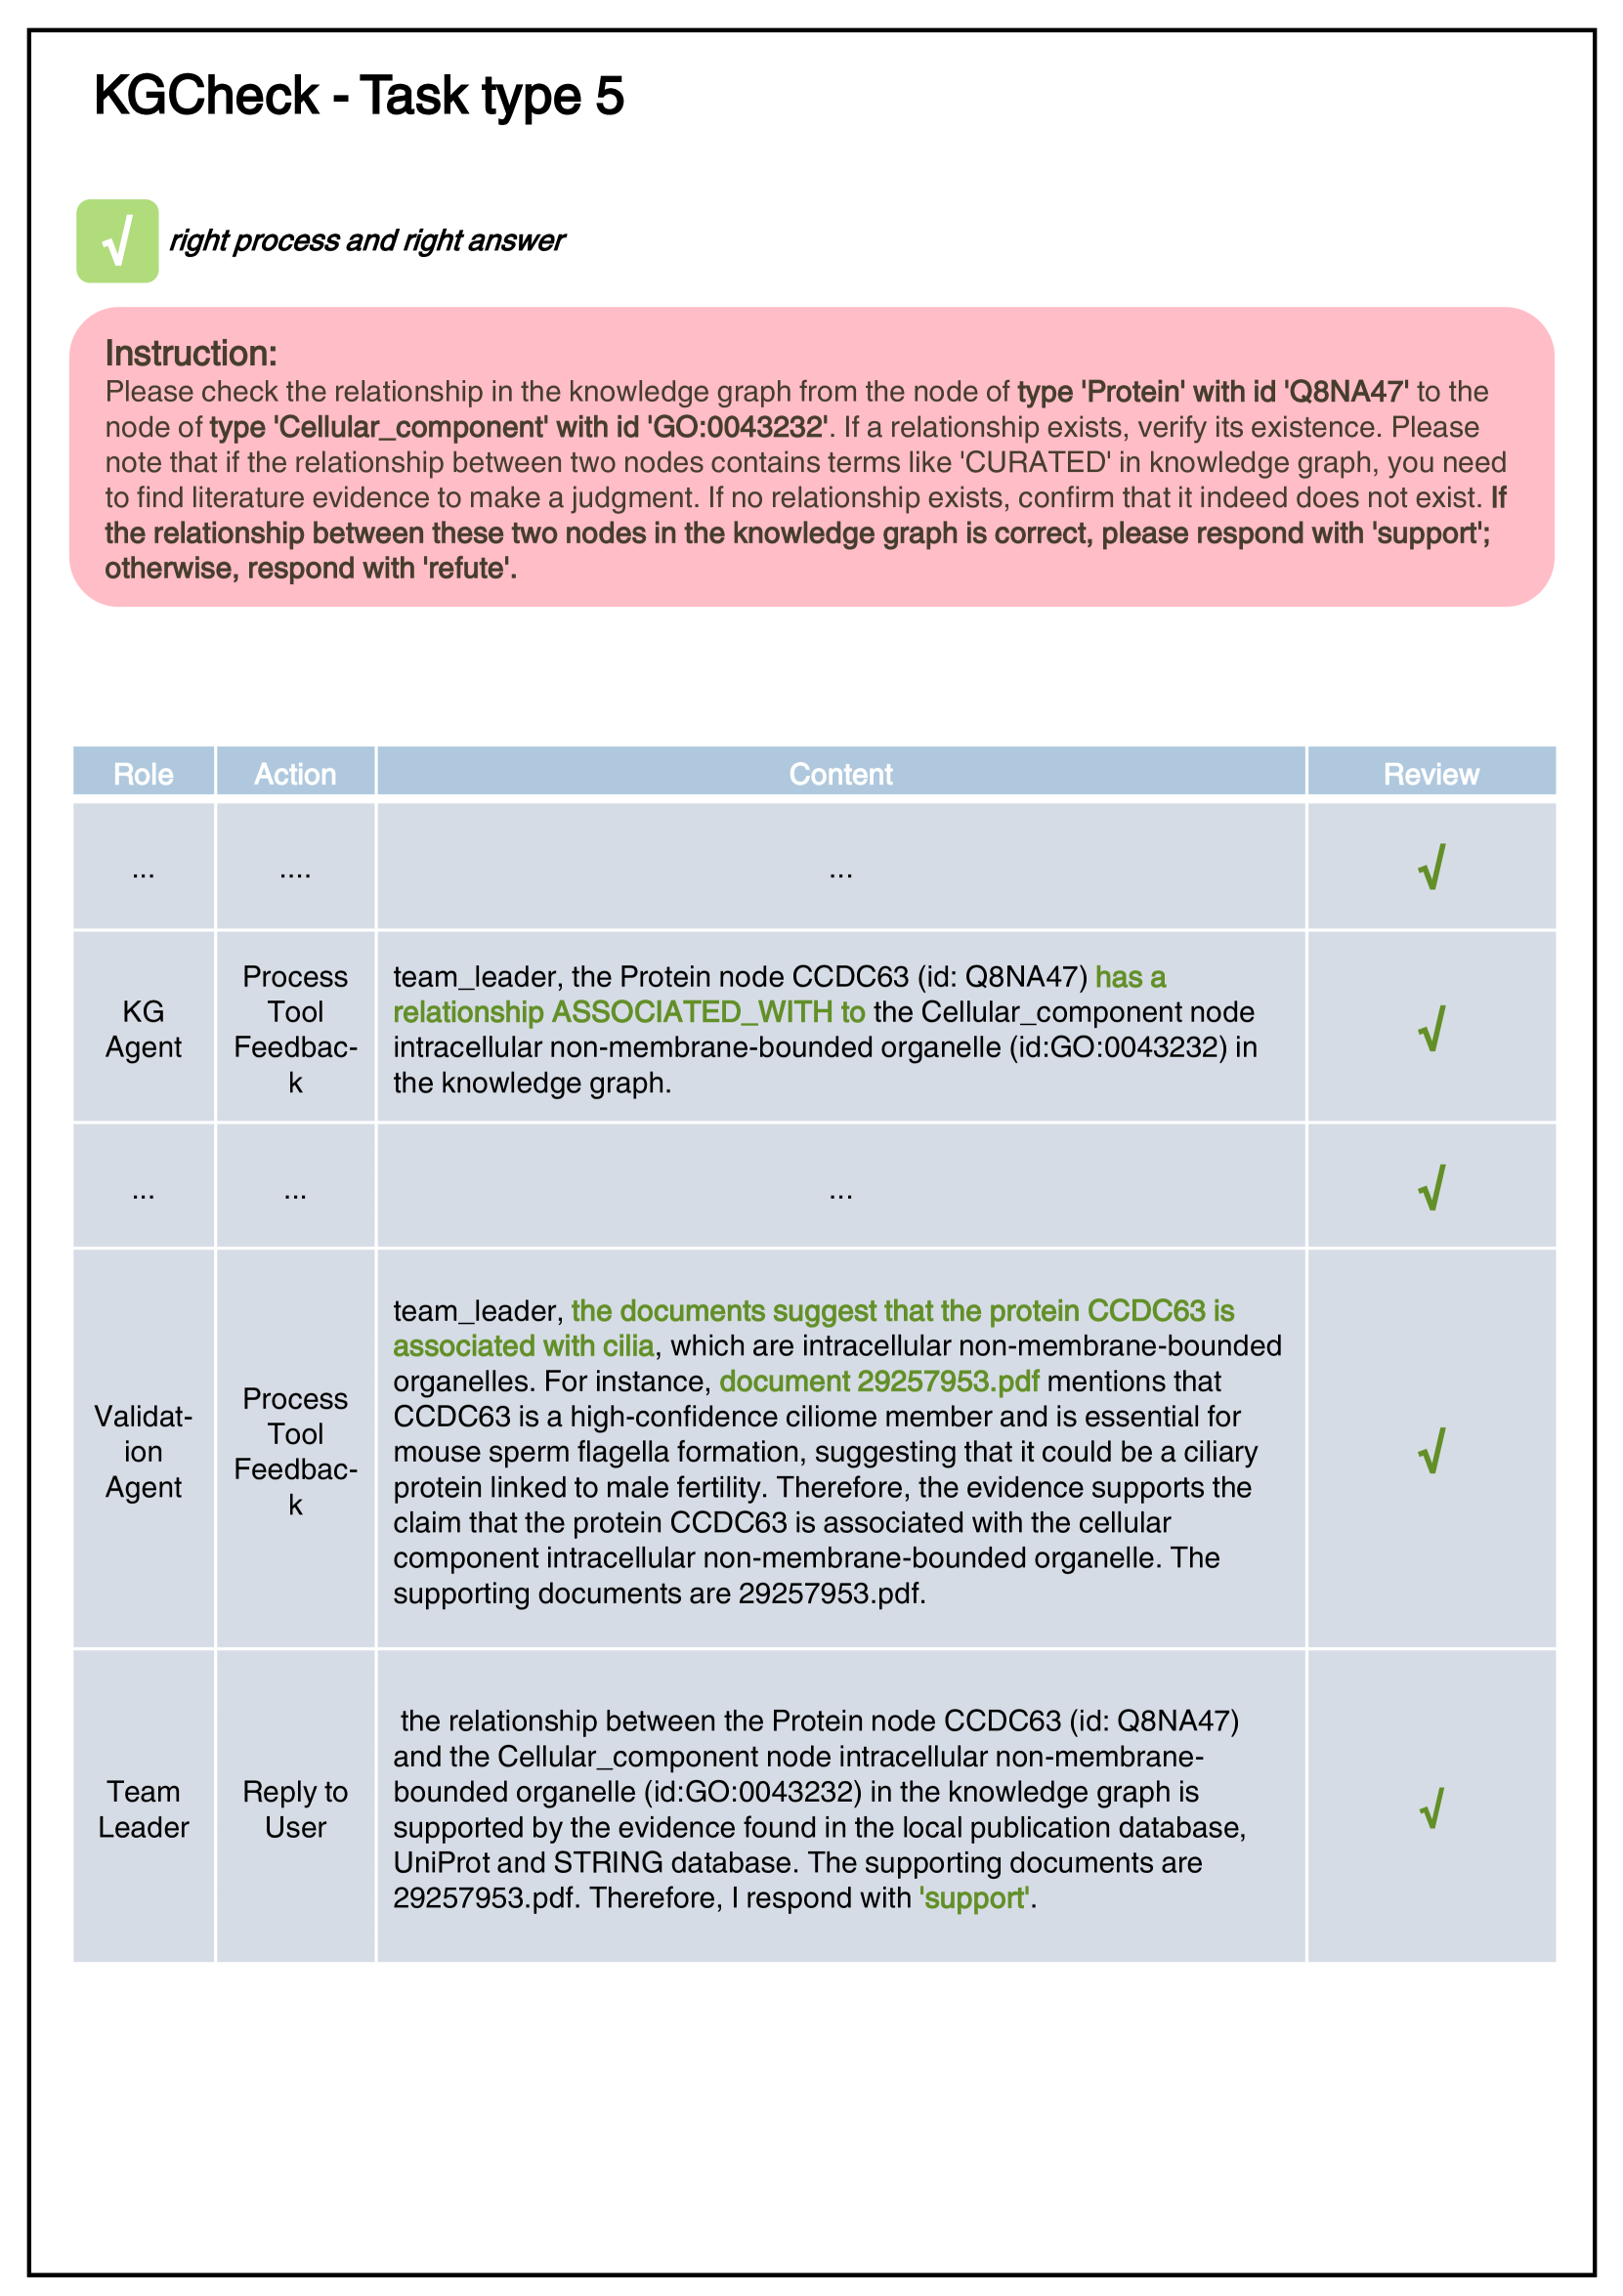 KGCheck - Task type 5
√ right process and right answer
Instruction:
Please check the relationship in the knowledge graph from the node of type 'Protein' with id 'Q8NA47' to the
node of type 'Cellular_component' with id 'GO:0043232'. If a relationship exists, verify its existence. Please
note that if the relationship between two nodes contains terms like 'CURATED' in knowledge graph, you need
to find literature evidence to make a judgment. If no relationship exists, confirm that it indeed does not exist. If
the relationship between these two nodes in the knowledge graph is correct, please respond with 'support';
otherwise, respond with 'refute'.
Role Action Content Review
... .... ... √
KG
Agent
Process
Tool
Feedbac-
k
team_leader, the Protein node CCDC63 (id: Q8NA47) has a
relationship ASSOCIATED_WITH to the Cellular_component node
intracellular non-membrane-bounded organelle (id:GO:0043232) in
the knowledge graph.
√
... ... ... √
Validat-
ion
Agent
Process
Tool
Feedbac-
k
team_leader, the documents suggest that the protein CCDC63 is
associated with cilia, which are intracellular non-membrane-bounded
organelles. For instance, document 29257953.pdf mentions that
CCDC63 is a high-confidence ciliome member and is essential for
mouse sperm flagella formation, suggesting that it could be a ciliary
protein linked to male fertility. Therefore, the evidence supports the
claim that the protein CCDC63 is associated with the cellular
component intracellular non-membrane-bounded organelle. The
supporting documents are 29257953.pdf.
√
Team
Leader
Reply to
User
the relationship between the Protein node CCDC63 (id: Q8NA47)
and the Cellular_component node intracellular non-membrane-
bounded organelle (id:GO:0043232) in the knowledge graph is
supported by the evidence found in the local publication database,
UniProt and STRING database. The supporting documents are
29257953.pdf. Therefore, I respond with 'support'.
√